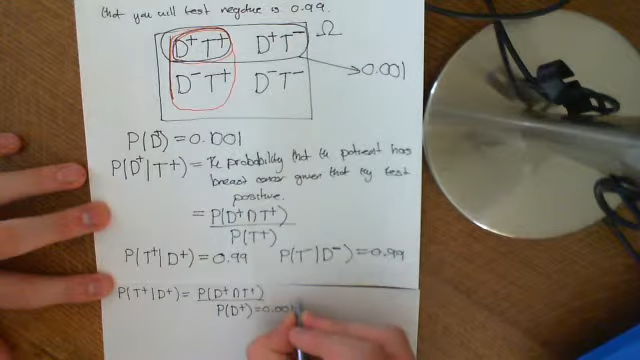 that you will test negative is 0.99.
D⁺T⁺ D⁺T⁻ Ω
0.001
D⁻T⁺ D⁻T⁻
P(D⁺) = 0.001
P(D⁺|T⁺) = the probability that the patient has
breast cancer given that they test
positive.
= P(D⁺∩T⁺)
P(T⁺)
P(T⁺|D⁺) = 0.99 P(T⁻|D⁻) = 0.99
P(T⁺|D⁺) = P(D⁺∩T⁺)
P(D⁺) = 0.001